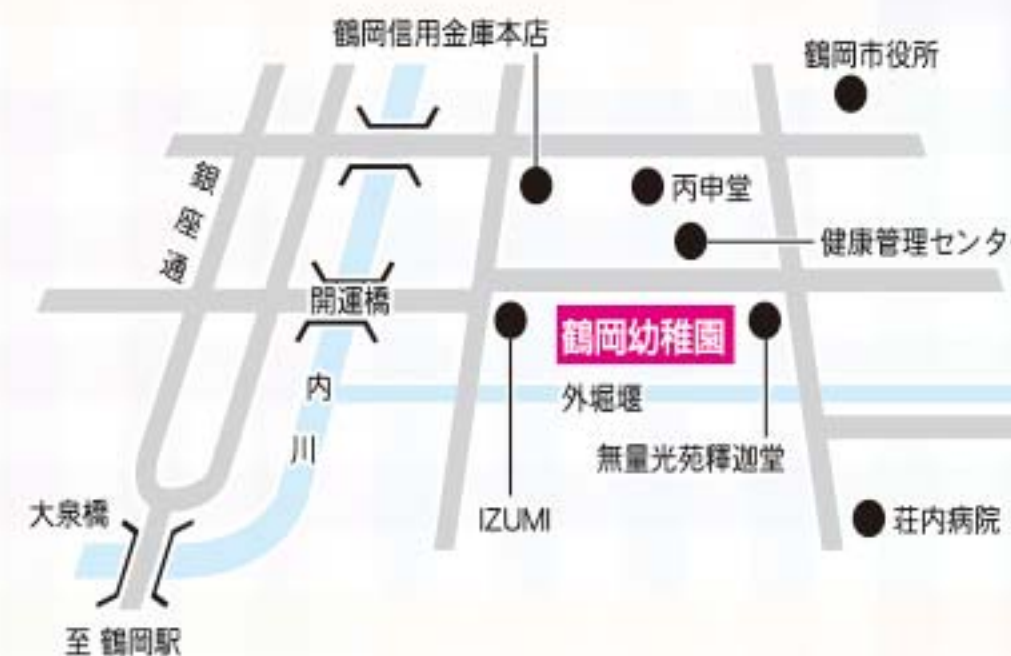 鶴岡信用金庫本店
鶴岡市役所
銀座通
丙申堂
健康管理センタ
開運橋
鶴岡幼稚園
内川
外堀堰
無量光苑釋迦堂
大泉橋
IZUMI
荘内病院
至 鶴岡駅